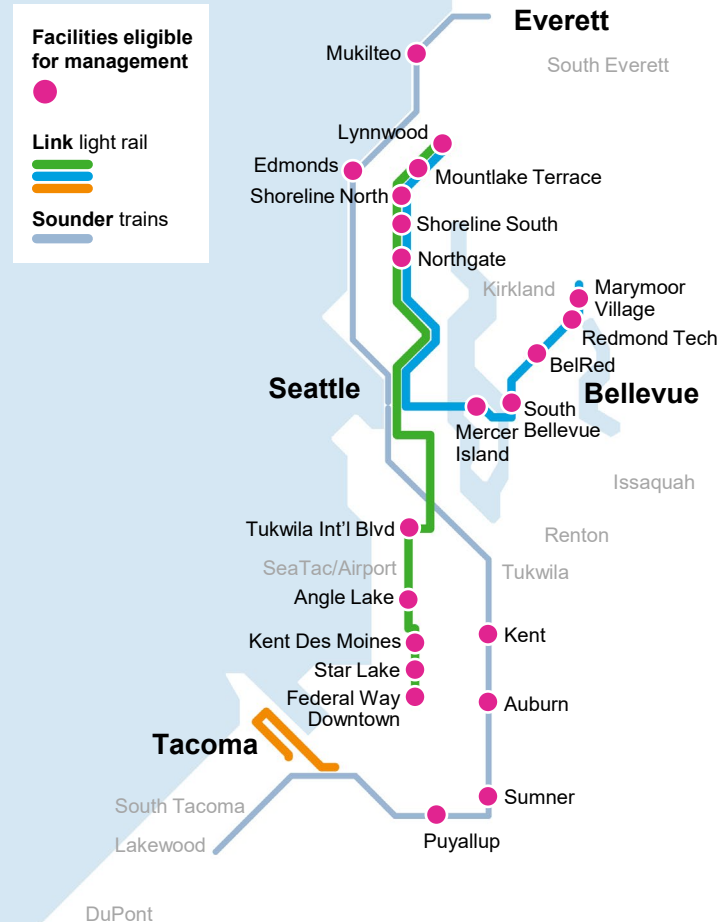 Facilities eligible
for management
Link light rail
Sounder trains
Everett
Mukilteo
South Everett
Lynnwood
Edmonds
Mountlake Terrace
Shoreline North
Shoreline South
Northgate
Kirkland
Marymoor
Village
Redmond Tech
BelRed
Seattle
Bellevue
South
Bellevue
Mercer
Island
Issaquah
Tukwila Int'l Blvd
Renton
SeaTac/Airport
Tukwila
Angle Lake
Kent Des Moines
Kent
Star Lake
Federal Way
Downtown
Auburn
Tacoma
Sumner
South Tacoma
Puyallup
Lakewood
DuPont